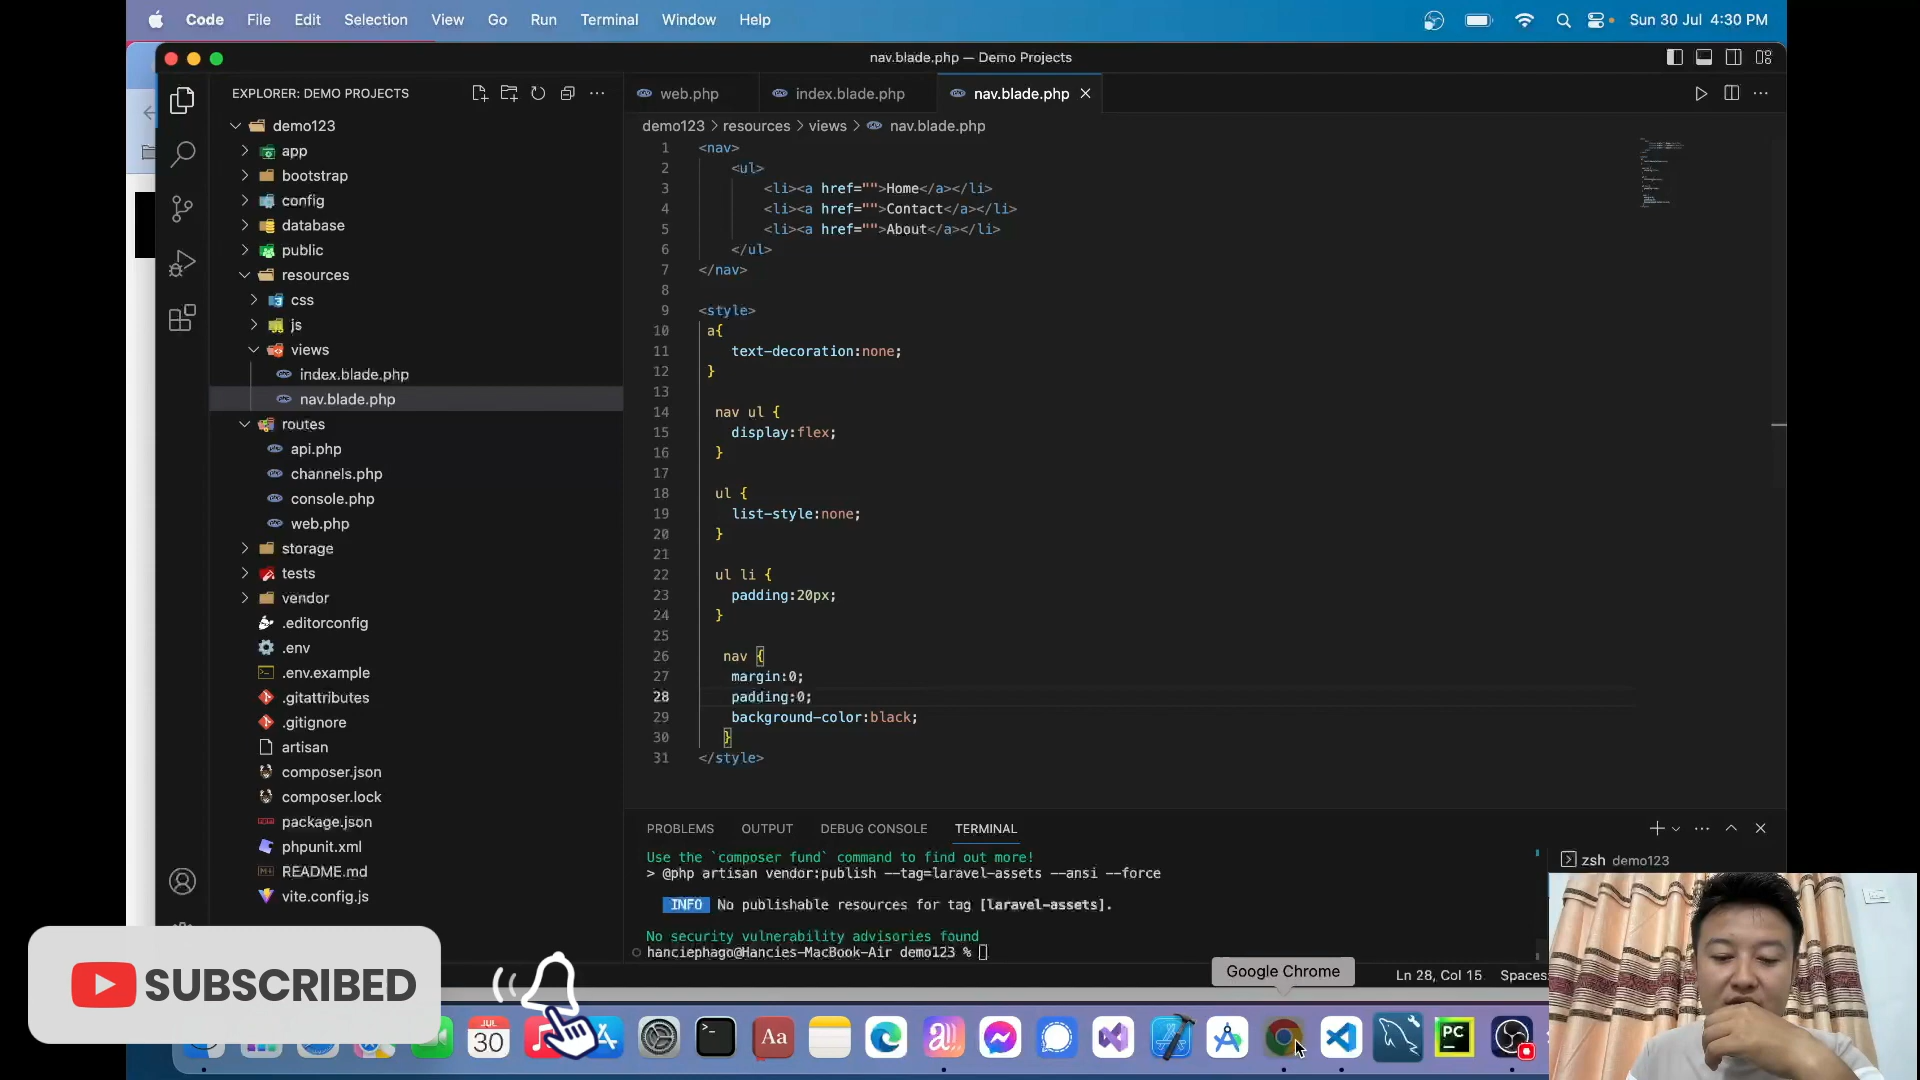 Code File Edit Selection View Go Run Terminal Window Help Sun 30 Jul 4:30 PM
nav.blade.php — Demo Projects
EXPLORER: DEMO PROJECTS
demo123
app
bootstrap
config
database
public
resources
css
js
views
index.blade.php
nav.blade.php
routes
api.php
channels.php
console.php
web.php
storage
tests
vendor
.editorconfig
.env
.env.example
.gitattributes
.gitignore
artisan
composer.json
composer.lock
package.json
phpunit.xml
README.md
vite.config.js
web.php index.blade.php nav.blade.php
demo123 > resources > views > nav.blade.php
1 <nav>
2 <ul>
3 <li><a href="">Home</a></li>
4 <li><a href="">Contact</a></li>
5 <li><a href="">About</a></li>
6 </ul>
7 </nav>
8
9 <style>
10 a{
11 text-decoration:none;
12 }
13
14 nav ul {
15 display:flex;
16 }
17
18 ul {
19 list-style:none;
20 }
21
22 ul li {
23 padding:20px;
24 }
25
26 nav {
27 margin:0;
28 padding:0;
29 background-color:black;
30 }
31 </style>
PROBLEMS OUTPUT DEBUG CONSOLE TERMINAL
Use the `composer fund` command to find out more!
> @php artisan vendor:publish --tag=laravel-assets --ansi --force
INFO No publishable resources for tag [laravel-assets].
No security vulnerability advisories found
hanciephago@Hancies-MacBook-Air demo123 %
zsh demo123
Google Chrome
Ln 28, Col 15 Spaces:
SUBSCRIBED
JUL
30
Aa
PC